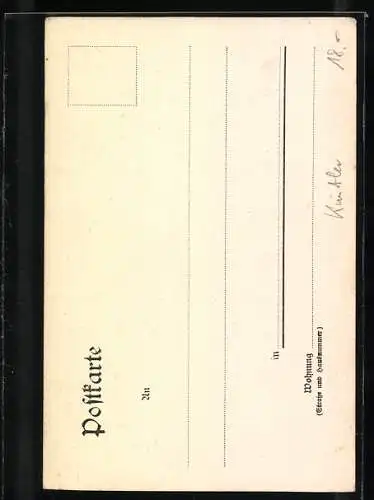 Postkarte
An
in
Wohnung
(Straße und Hausnummer)
Künstler
18.-